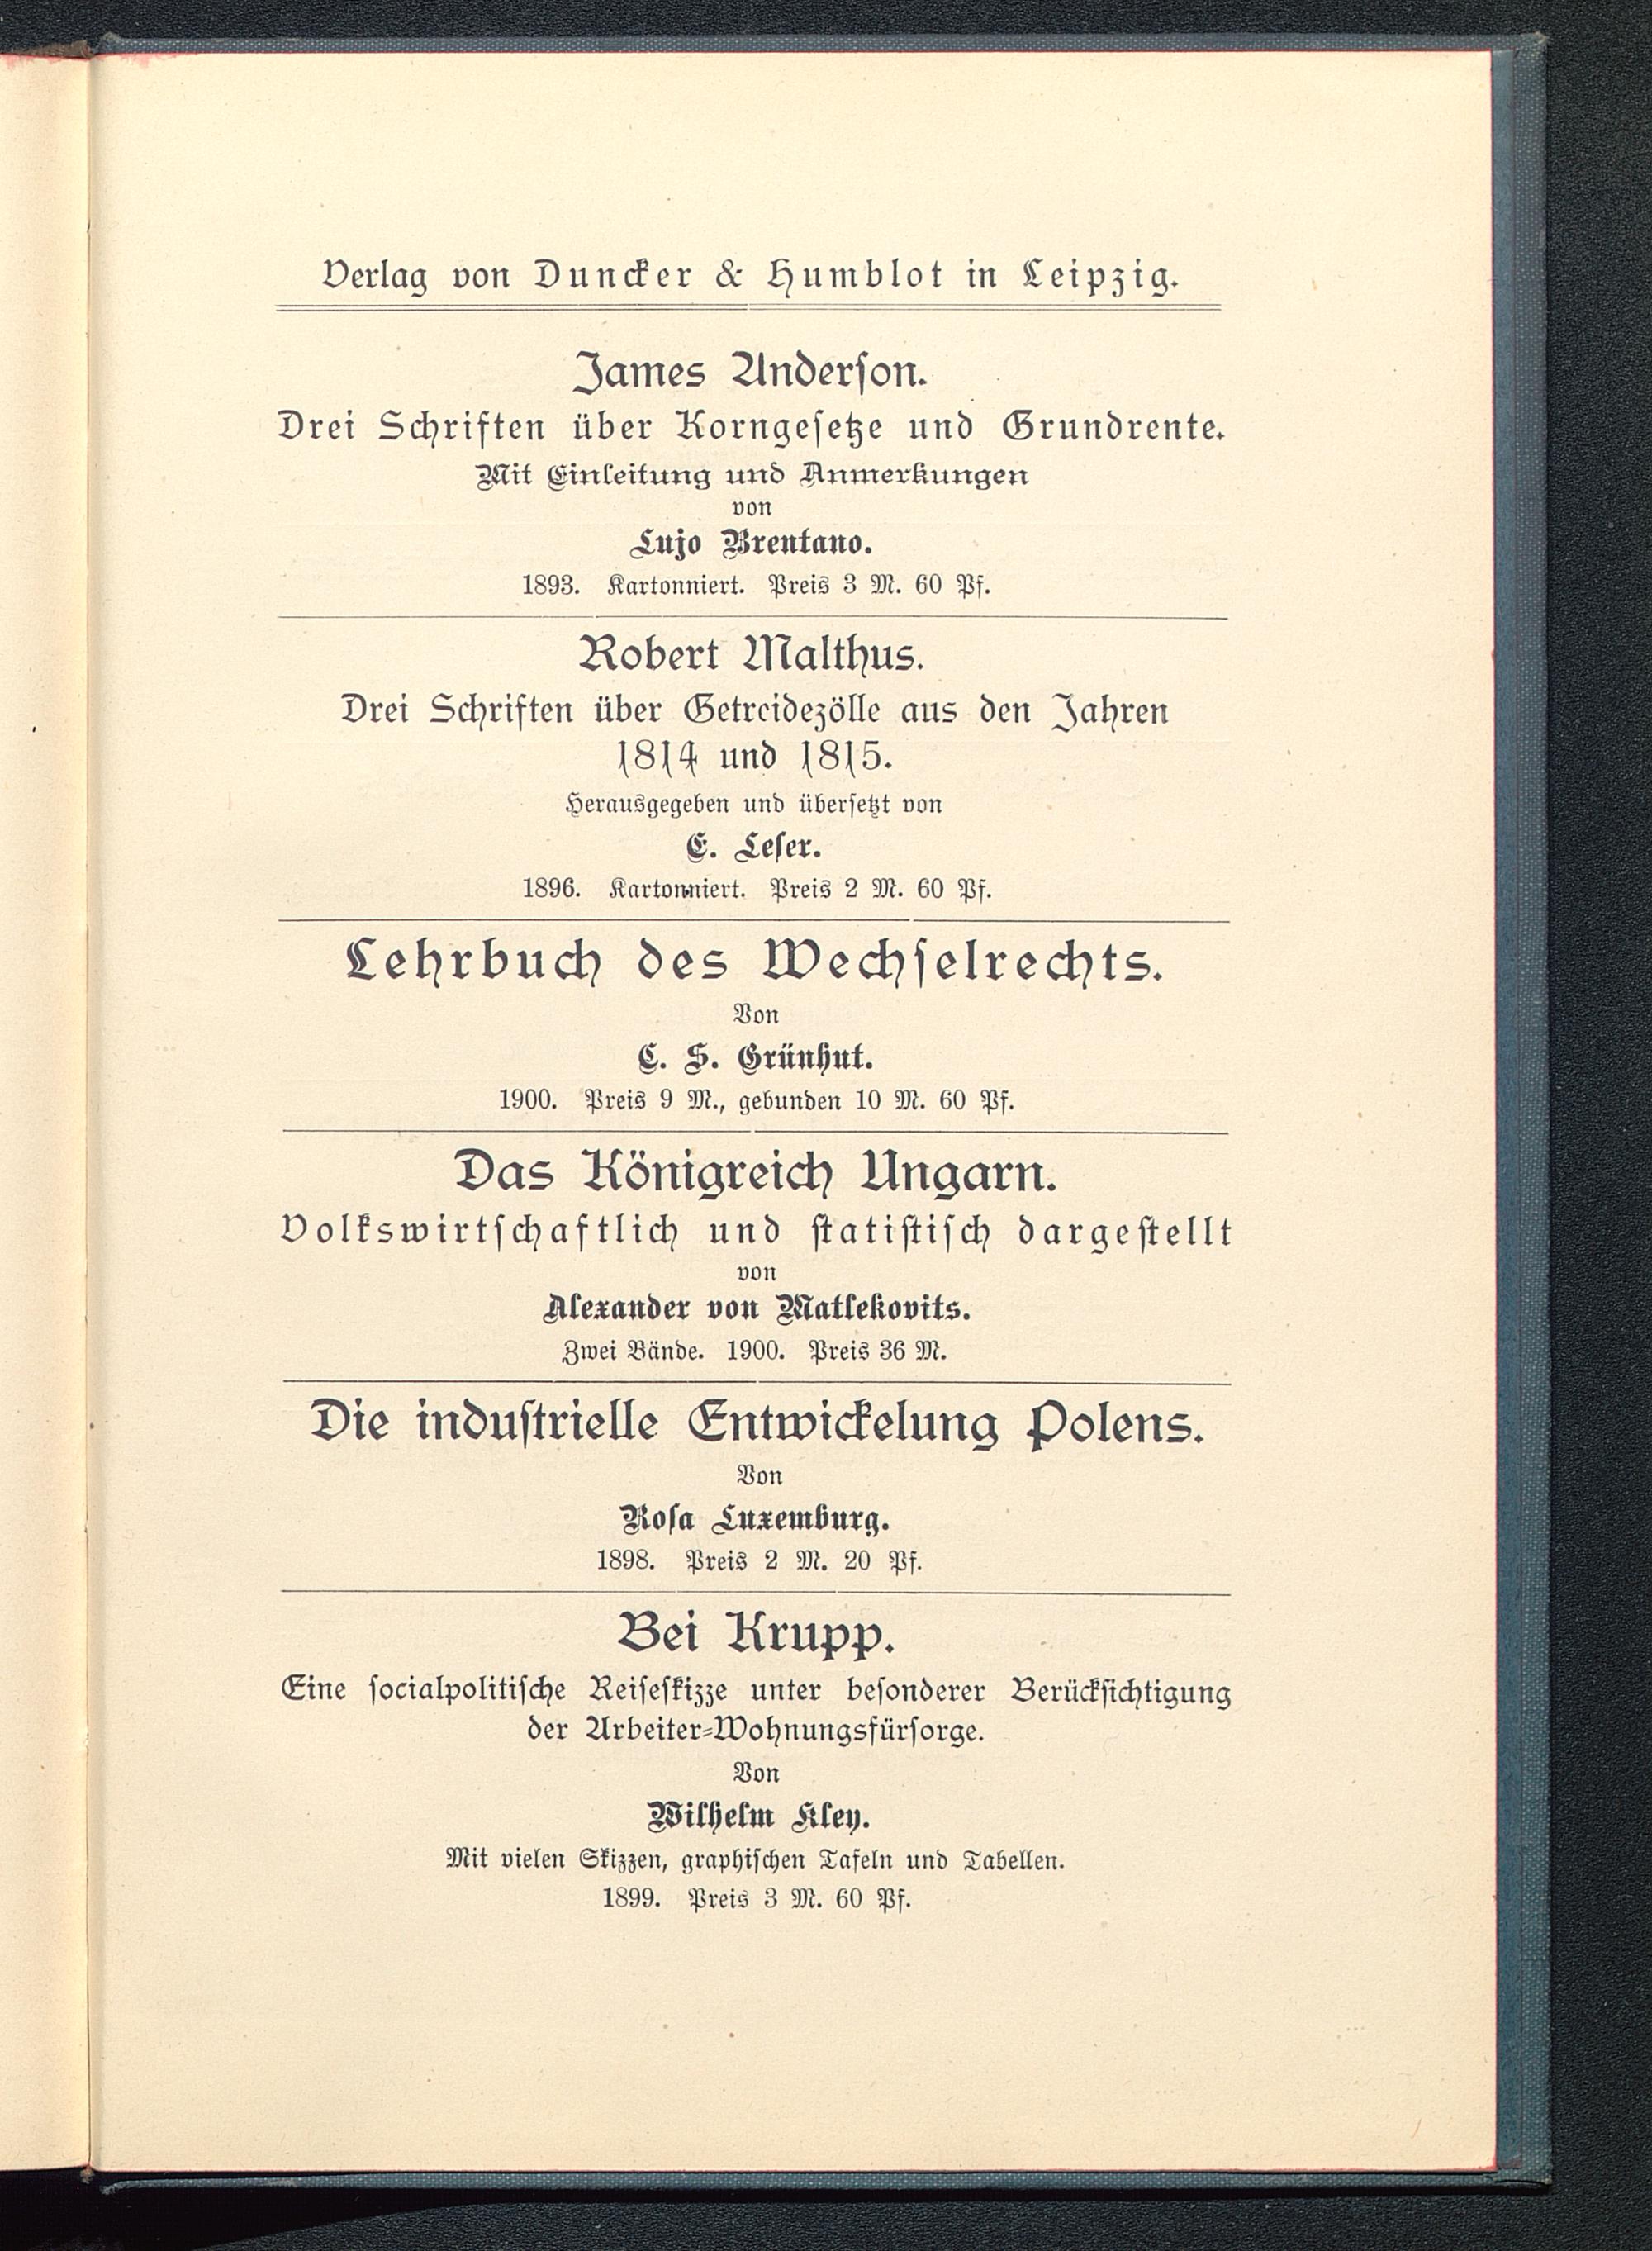 Verlag von Duncker & Humblot in Leipzig.
James Anderson.
Drei Schriften über Korngesetze und Grundrente.
Mit Einleitung und Anmerkungen
von
Lujo Brentano.
1893. Kartonniert. Preis 3 M. 60 Pf.
Robert Malthus.
Drei Schriften über Getreidezölle aus den Jahren
1814 und 1815.
Herausgegeben und übersetzt von
E. Leser.
1896. Kartonniert. Preis 2 M. 60 Pf.
Lehrbuch des Wechselrechts.
Von
C. S. Grünhut.
1900. Preis 9 M., gebunden 10 M. 60 Pf.
Das Königreich Ungarn.
Volkswirtschaftlich und statistisch dargestellt
von
Alexander von Matlekovits.
Zwei Bände. 1900. Preis 36 M.
Die industrielle Entwickelung Polens.
Von
Rosa Luxemburg.
1898. Preis 2 M. 20 Pf.
Bei Krupp.
Eine socialpolitische Reiseskizze unter besonderer Berücksichtigung
der Arbeiter-Wohnungsfürsorge.
Von
Wilhelm Kley.
Mit vielen Skizzen, graphischen Tafeln und Tabellen.
1899. Preis 3 M. 60 Pf.